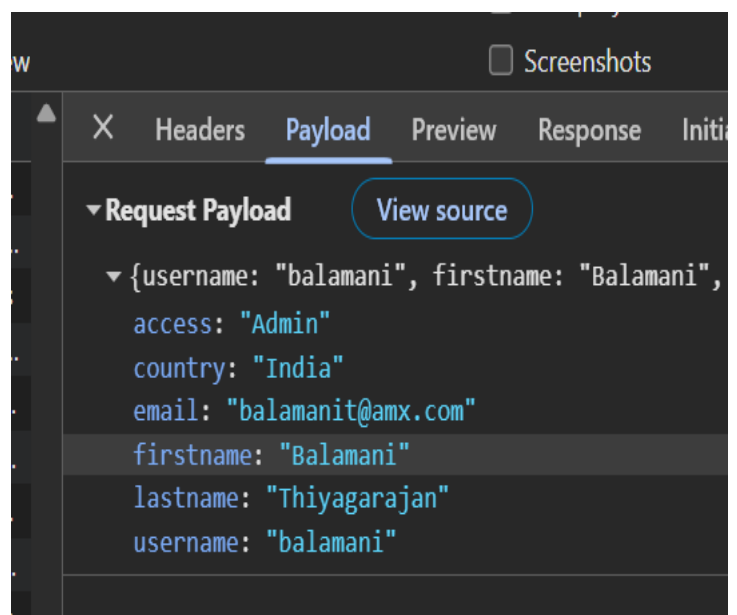 w
Screenshots
Headers Payload Preview Response
Request Payload View source
{username: "balamani", firstname: "Balamani",
access: "Admin"
country: "India"
email: "balamanit@amx.com"
firstname: "Balamani"
lastname: "Thiyagarajan"
username: "balamani"